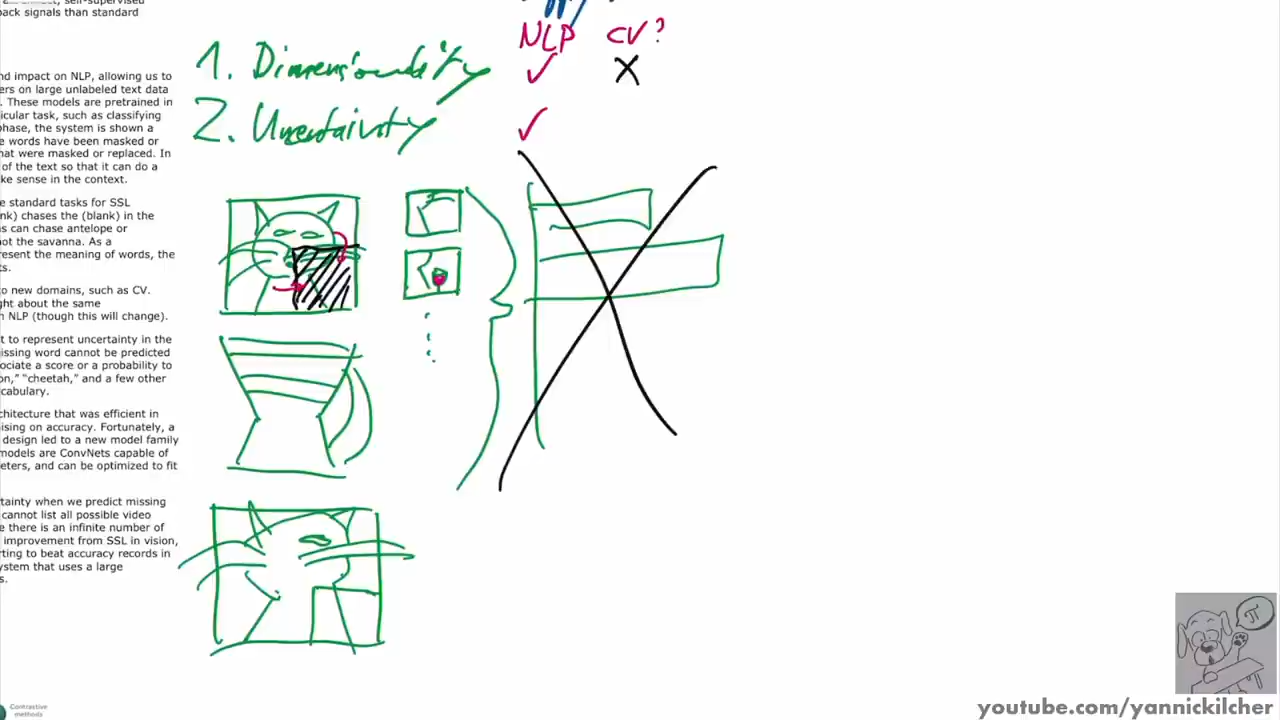 2. an effect, self-supervised
back signals than standard
NLP CV?
1. Dimensionality
2. Uncertainty
nd impact on NLP, allowing us to
ers on large unlabeled text data
. These models are pretrained in
icular task, such as classifying
phase, the system is shown a
e words have been masked or
hat were masked or replaced. In
of the text so that it can do a
ke sense in the context.
e standard tasks for SSL
nk) chases the (blank) in the
s can chase antelope or
not the savanna. As a
resent the meaning of words, the
ts.
o new domains, such as CV.
ght about the same
n NLP (though this will change).
t to represent uncertainty in the
issing word cannot be predicted
ociate a score or a probability to
on,” “cheetah,” and a few other
cabulary.
chitecture that was efficient in
ising on accuracy. Fortunately, a
design led to a new model family
models are ConvNets capable of
eters, and can be optimized to fit
tainty when we predict missing
cannot list all possible video
e there is an infinite number of
improvement from SSL in vision,
rting to beat accuracy records in
ystem that uses a large
s.
Contrastive
methods
π
youtube.com/yannickilcher